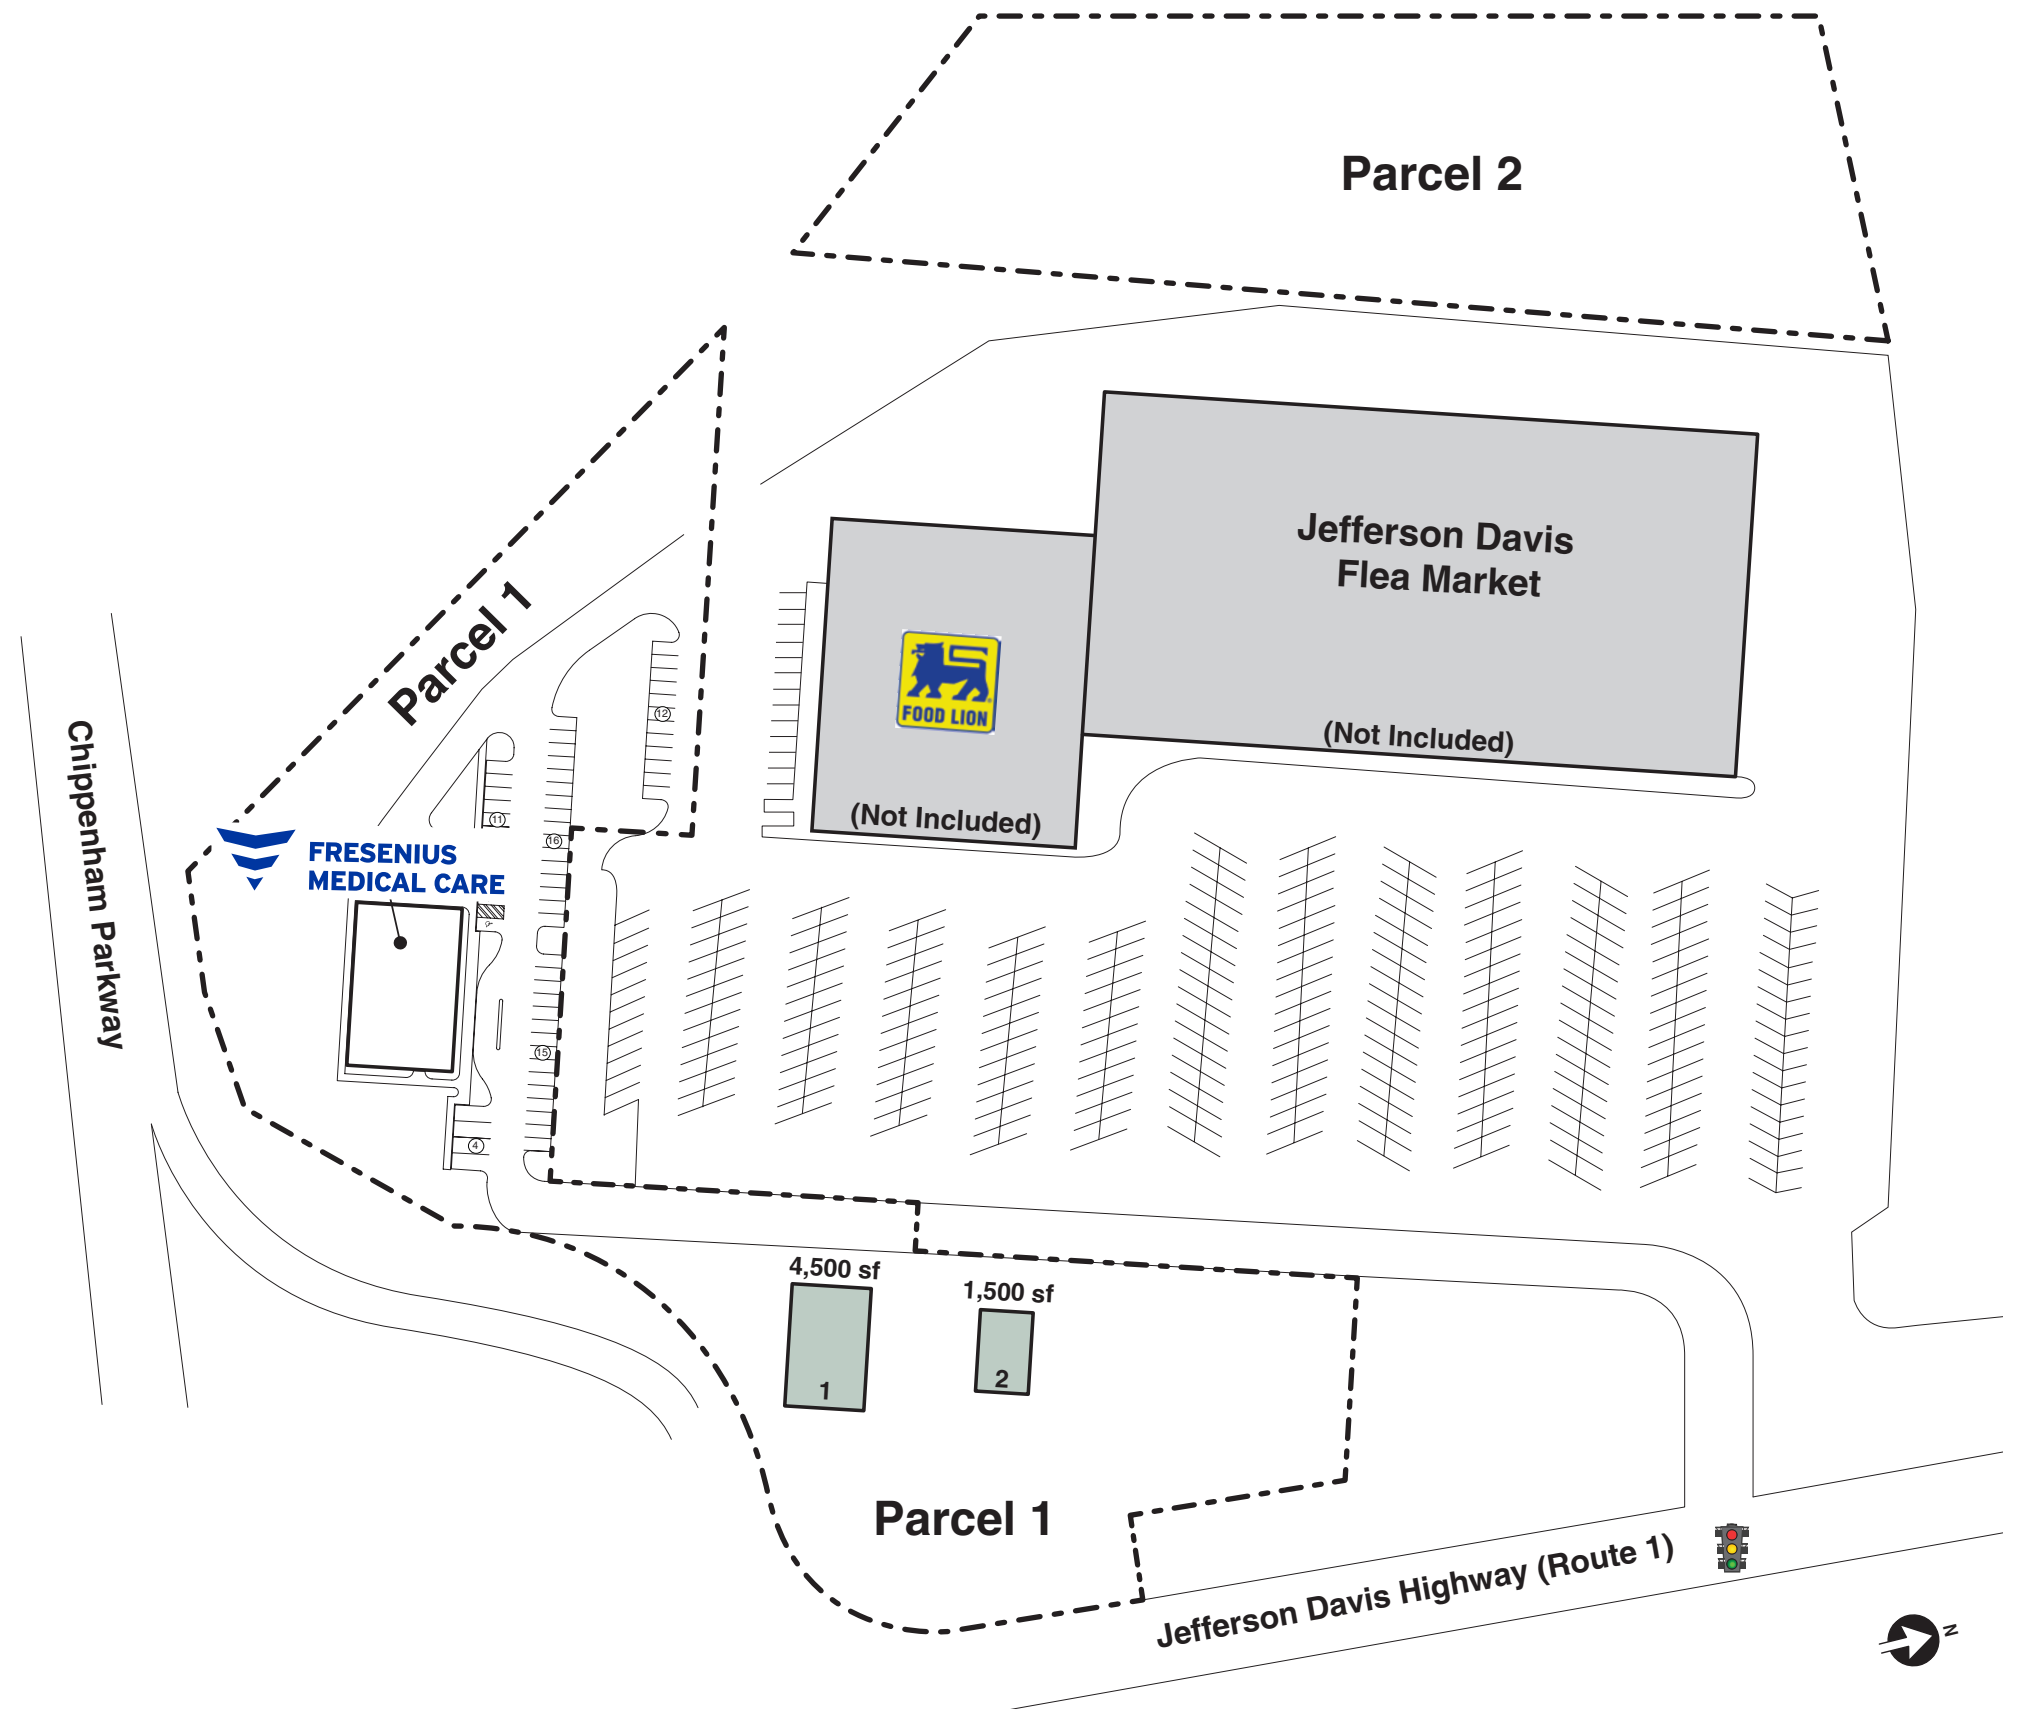 Parcel 2
Jefferson Davis
Flea Market
(Not Included)
FOOD LION
(Not Included)
Parcel 1
12
11
16
FRESENIUS
MEDICAL CARE
15
4
Chippenham Parkway
4,500 sf
1
1,500 sf
2
Parcel 1
Jefferson Davis Highway (Route 1)
N